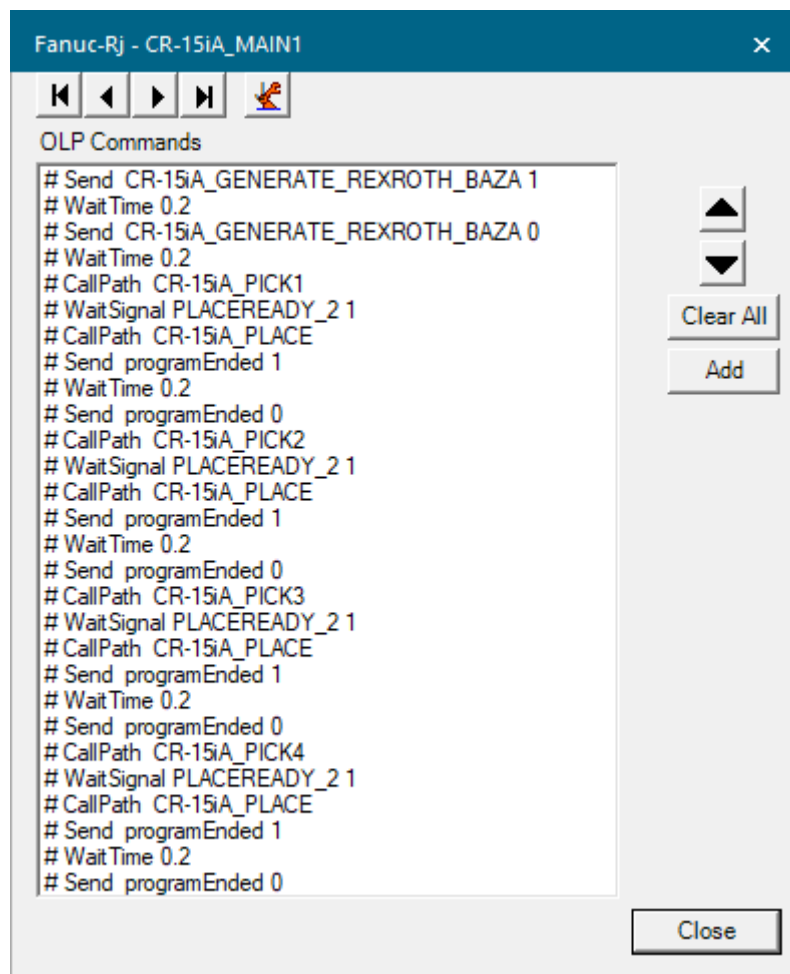 Fanuc-Rj - CR-15iA_MAIN1
OLP Commands
# Send CR-15iA_GENERATE_REXROTH_BAZA 1
# WaitTime 0.2
# Send CR-15iA_GENERATE_REXROTH_BAZA 0
# WaitTime 0.2
# CallPath CR-15iA_PICK1
# WaitSignal PLACEREADY_2 1
# CallPath CR-15iA_PLACE
# Send programEnded 1
# WaitTime 0.2
# Send programEnded 0
# CallPath CR-15iA_PICK2
# WaitSignal PLACEREADY_2 1
# CallPath CR-15iA_PLACE
# Send programEnded 1
# WaitTime 0.2
# Send programEnded 0
# CallPath CR-15iA_PICK3
# WaitSignal PLACEREADY_2 1
# CallPath CR-15iA_PLACE
# Send programEnded 1
# WaitTime 0.2
# Send programEnded 0
# CallPath CR-15iA_PICK4
# WaitSignal PLACEREADY_2 1
# CallPath CR-15iA_PLACE
# Send programEnded 1
# WaitTime 0.2
# Send programEnded 0
Clear All
Add
Close